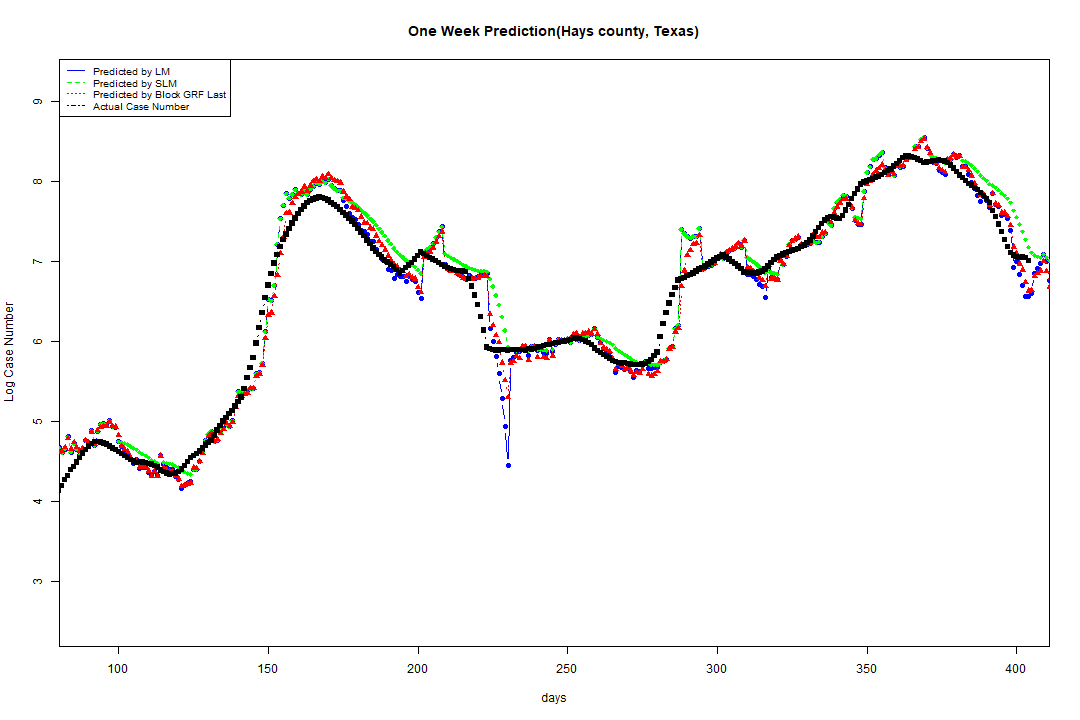 One Week Prediction(Hays county, Texas)
Predicted by LM
Predicted by SLM
Predicted by Block GRF Last
Actual Case Number
9
8
7
6
5
4
3
Log Case Number
100 150 200 250 300 350 400
days